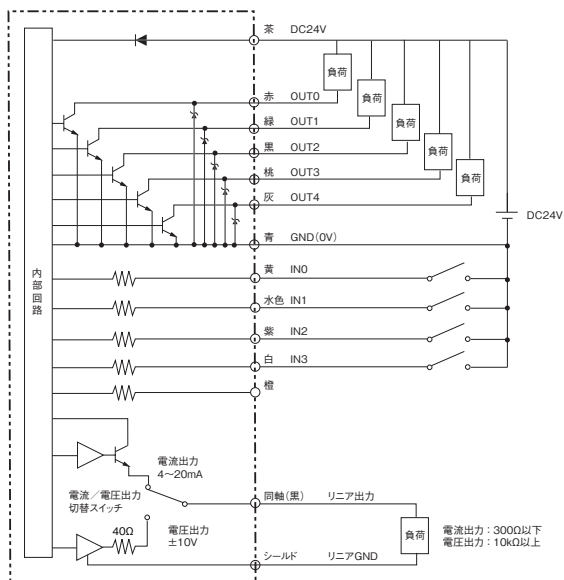 茶 DC24V
負荷
負荷
負荷
負荷
負荷
赤 OUT0
緑 OUT1
黒 OUT2
桃 OUT3
灰 OUT4
DC24V
青 GND(0V)
内部回路
黄 IN0
水色 IN1
紫 IN2
白 IN3
橙
電流出力
4~20mA
電流/電圧出力
切替スイッチ
同軸(黒) リニア出力
40Ω
電圧出力
±10V
負荷
電流出力:300Ω以下
電圧出力:10kΩ以上
シールド リニアGND